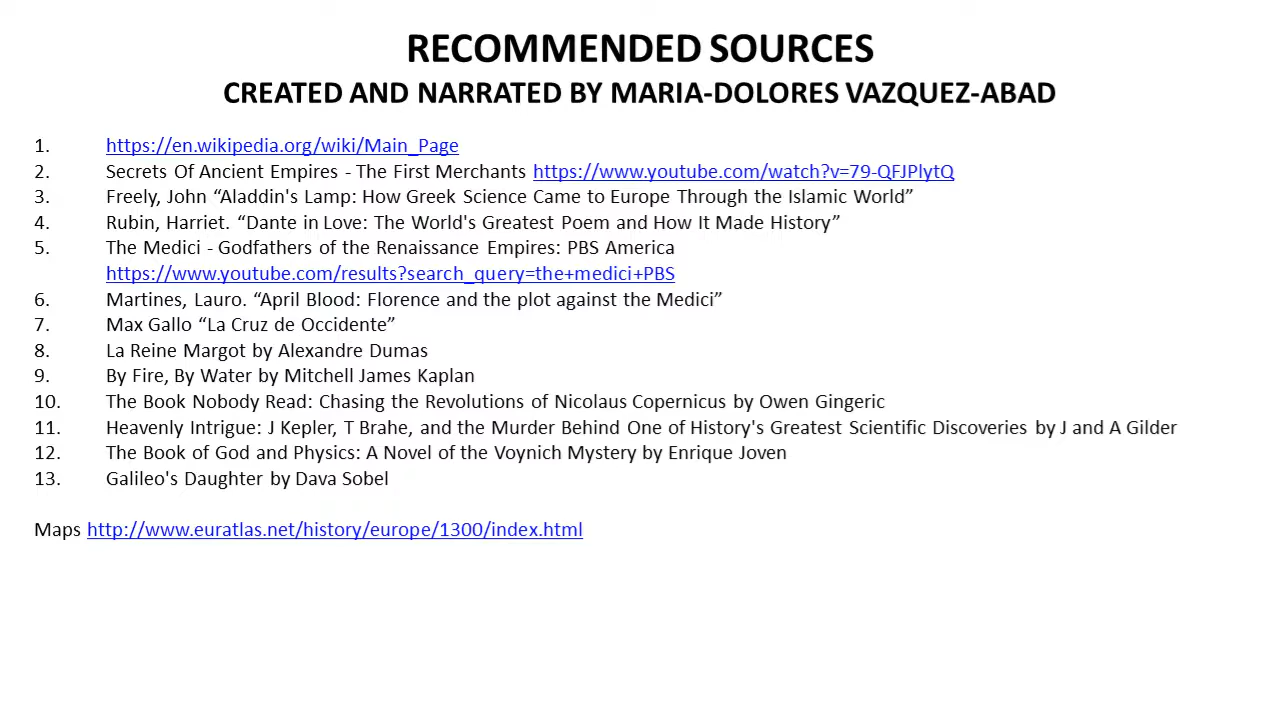 RECOMMENDED SOURCES
CREATED AND NARRATED BY MARIA-DOLORES VAZQUEZ-ABAD
1. https://en.wikipedia.org/wiki/Main_Page
2. Secrets Of Ancient Empires - The First Merchants https://www.youtube.com/watch?v=79-QFJPlytQ
3. Freely, John “Aladdin's Lamp: How Greek Science Came to Europe Through the Islamic World”
4. Rubin, Harriet. “Dante in Love: The World's Greatest Poem and How It Made History”
5. The Medici - Godfathers of the Renaissance Empires: PBS America
https://www.youtube.com/results?search_query=the+medici+PBS
6. Martines, Lauro. “April Blood: Florence and the plot against the Medici”
7. Max Gallo “La Cruz de Occidente”
8. La Reine Margot by Alexandre Dumas
9. By Fire, By Water by Mitchell James Kaplan
10. The Book Nobody Read: Chasing the Revolutions of Nicolaus Copernicus by Owen Gingeric
11. Heavenly Intrigue: J Kepler, T Brahe, and the Murder Behind One of History's Greatest Scientific Discoveries by J and A Gilder
12. The Book of God and Physics: A Novel of the Voynich Mystery by Enrique Joven
13. Galileo's Daughter by Dava Sobel
Maps http://www.euratlas.net/history/europe/1300/index.html